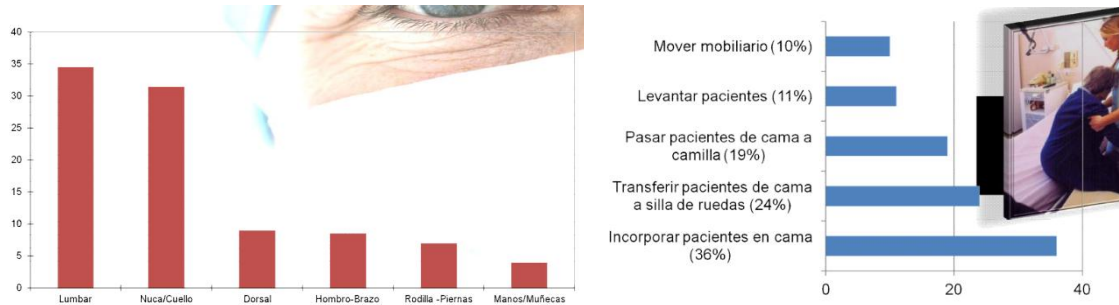 40
35
30
25
20
15
10
5
0
Lumbar
Nuca/Cuello
Dorsal
Hombro-Brazo
Rodilla -Piernas
Manos/Muñecas
Mover mobiliario (10%)
Levantar pacientes (11%)
Pasar pacientes de cama a
camilla (19%)
Transferir pacientes de cama
a silla de ruedas (24%)
Incorporar pacientes en cama
(36%)
0
20
40